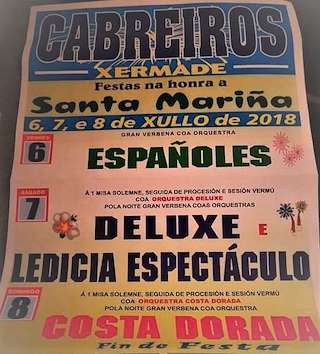 CABREIROS
XERMADE
Festas na honra a
Santa Mariña
6, 7, e 8 de XULLO de 2018
GRAN VERBENA COA ORQUESTRA
VENRES
6
ESPAÑOLES
Á 1 MISA SOLEMNE, SEGUIDA DE PROCESIÓN E SESIÓN VERMÚ
COA ORQUESTRA DELUXE
POLA NOITE GRAN VERBENA COAS ORQUESTRAS
SÁBADO
7
DELUXE E
LEDICIA ESPECTÁCULO
Á 1 MISA SOLEMNE, SEGUIDA DE PROCESIÓN E SESIÓN VERMÚ
COA ORQUESTRA COSTA DORADA
POLA NOITE GRAN VERBENA COA ORQUESTRA
DOMINGO
8
COSTA DORADA
Fin de Festa